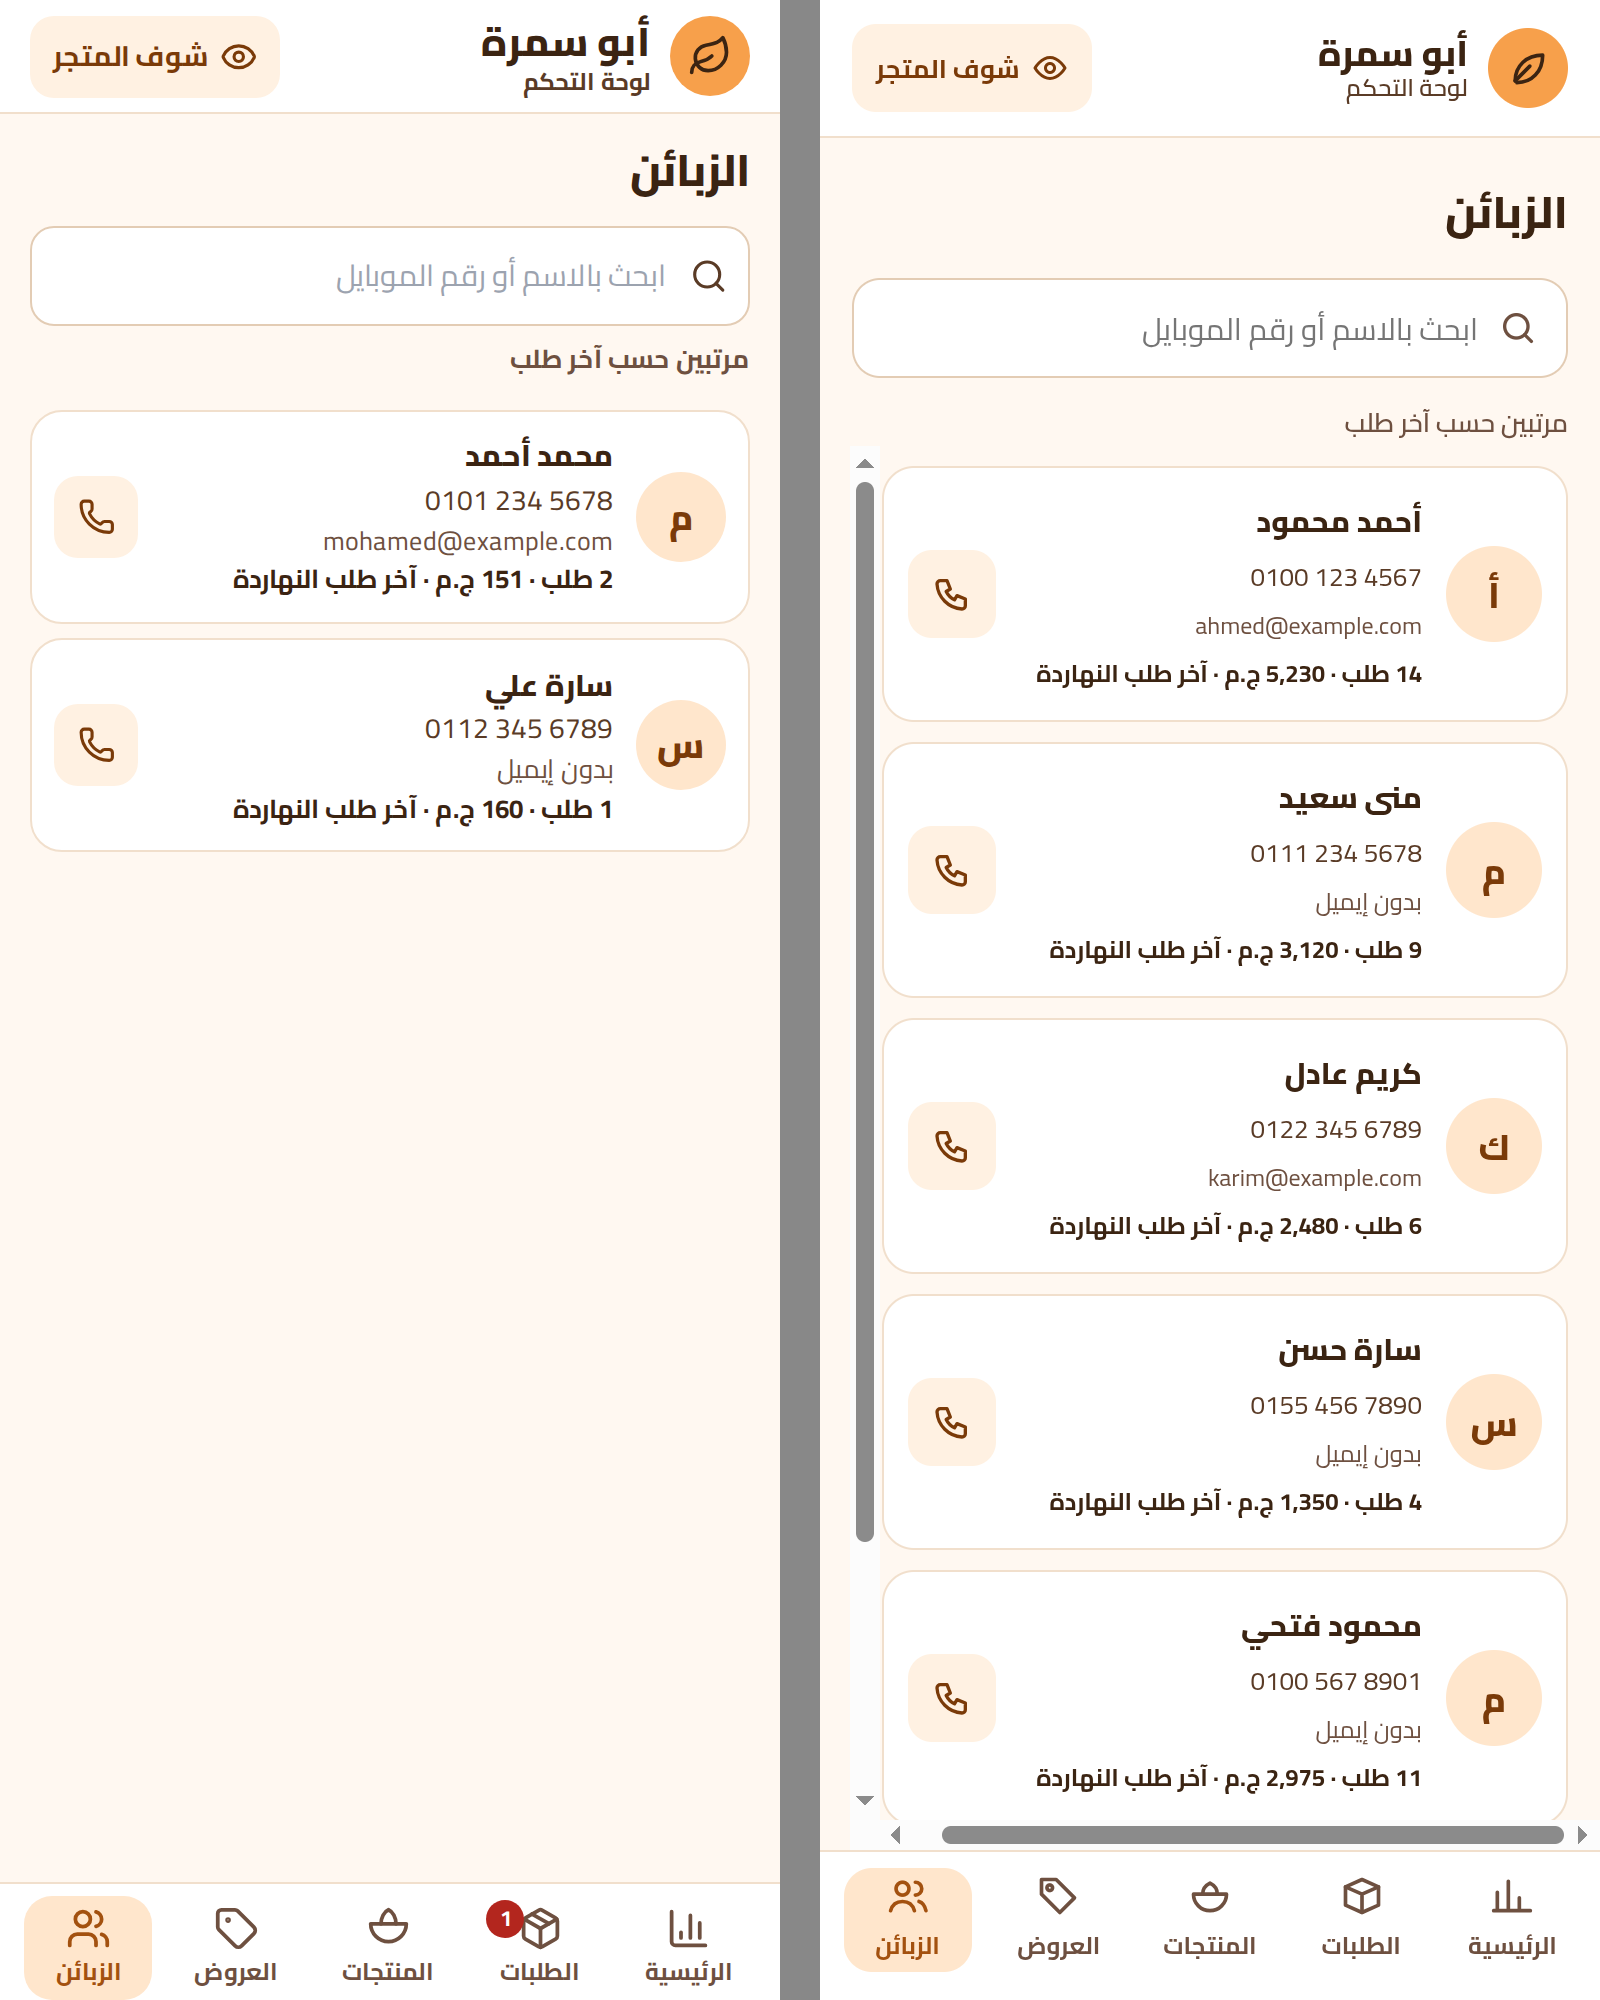 أبو سمرة
لوحة التحكم
شوف المتجر
الزبائن
ابحث بالاسم أو رقم الموبايل
مرتبين حسب آخر طلب
م
محمد أحمد
0101 234 5678
mohamed@example.com
2 طلب · 151 ج.م · آخر طلب النهاردة
س
سارة علي
0112 345 6789
بدون إيميل
1 طلب · 160 ج.م · آخر طلب النهاردة
الرئيسية
1
الطلبات
المنتجات
العروض
الزبائن
أبو سمرة
لوحة التحكم
شوف المتجر
الزبائن
ابحث بالاسم أو رقم الموبايل
مرتبين حسب آخر طلب
أ
أحمد محمود
0100 123 4567
ahmed@example.com
14 طلب · 5,230 ج.م · آخر طلب النهاردة
م
منى سعيد
0111 234 5678
بدون إيميل
9 طلب · 3,120 ج.م · آخر طلب النهاردة
ك
كريم عادل
0122 345 6789
karim@example.com
6 طلب · 2,480 ج.م · آخر طلب النهاردة
س
سارة حسن
0155 456 7890
بدون إيميل
4 طلب · 1,350 ج.م · آخر طلب النهاردة
م
محمود فتحي
0100 567 8901
بدون إيميل
11 طلب · 2,975 ج.م · آخر طلب النهاردة
الرئيسية
الطلبات
المنتجات
العروض
الزبائن